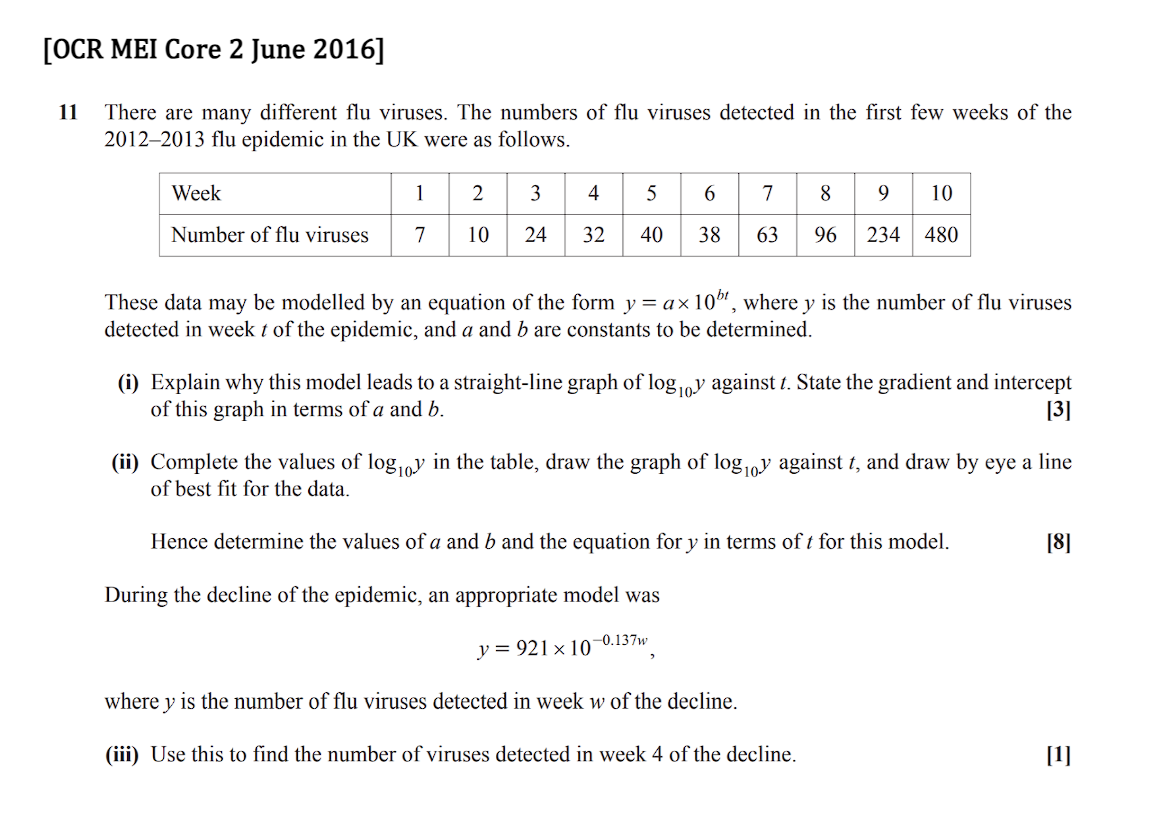 [OCR MEI Core 2 June 2016]
11 There are many different flu viruses. The numbers of flu viruses detected in the first few weeks of the
2012–2013 flu epidemic in the UK were as follows.
Week 1 2 3 4 5 6 7 8 9 10
Number of flu viruses 7 10 24 32 40 38 63 96 234 480
These data may be modelled by an equation of the form y = a × 10^{bt}, where y is the number of flu viruses
detected in week t of the epidemic, and a and b are constants to be determined.
(i) Explain why this model leads to a straight-line graph of log₁₀y against t. State the gradient and intercept
of this graph in terms of a and b. [3]
(ii) Complete the values of log₁₀y in the table, draw the graph of log₁₀y against t, and draw by eye a line
of best fit for the data.
Hence determine the values of a and b and the equation for y in terms of t for this model. [8]
During the decline of the epidemic, an appropriate model was
y = 921 × 10^{−0.137w},
where y is the number of flu viruses detected in week w of the decline.
(iii) Use this to find the number of viruses detected in week 4 of the decline. [1]